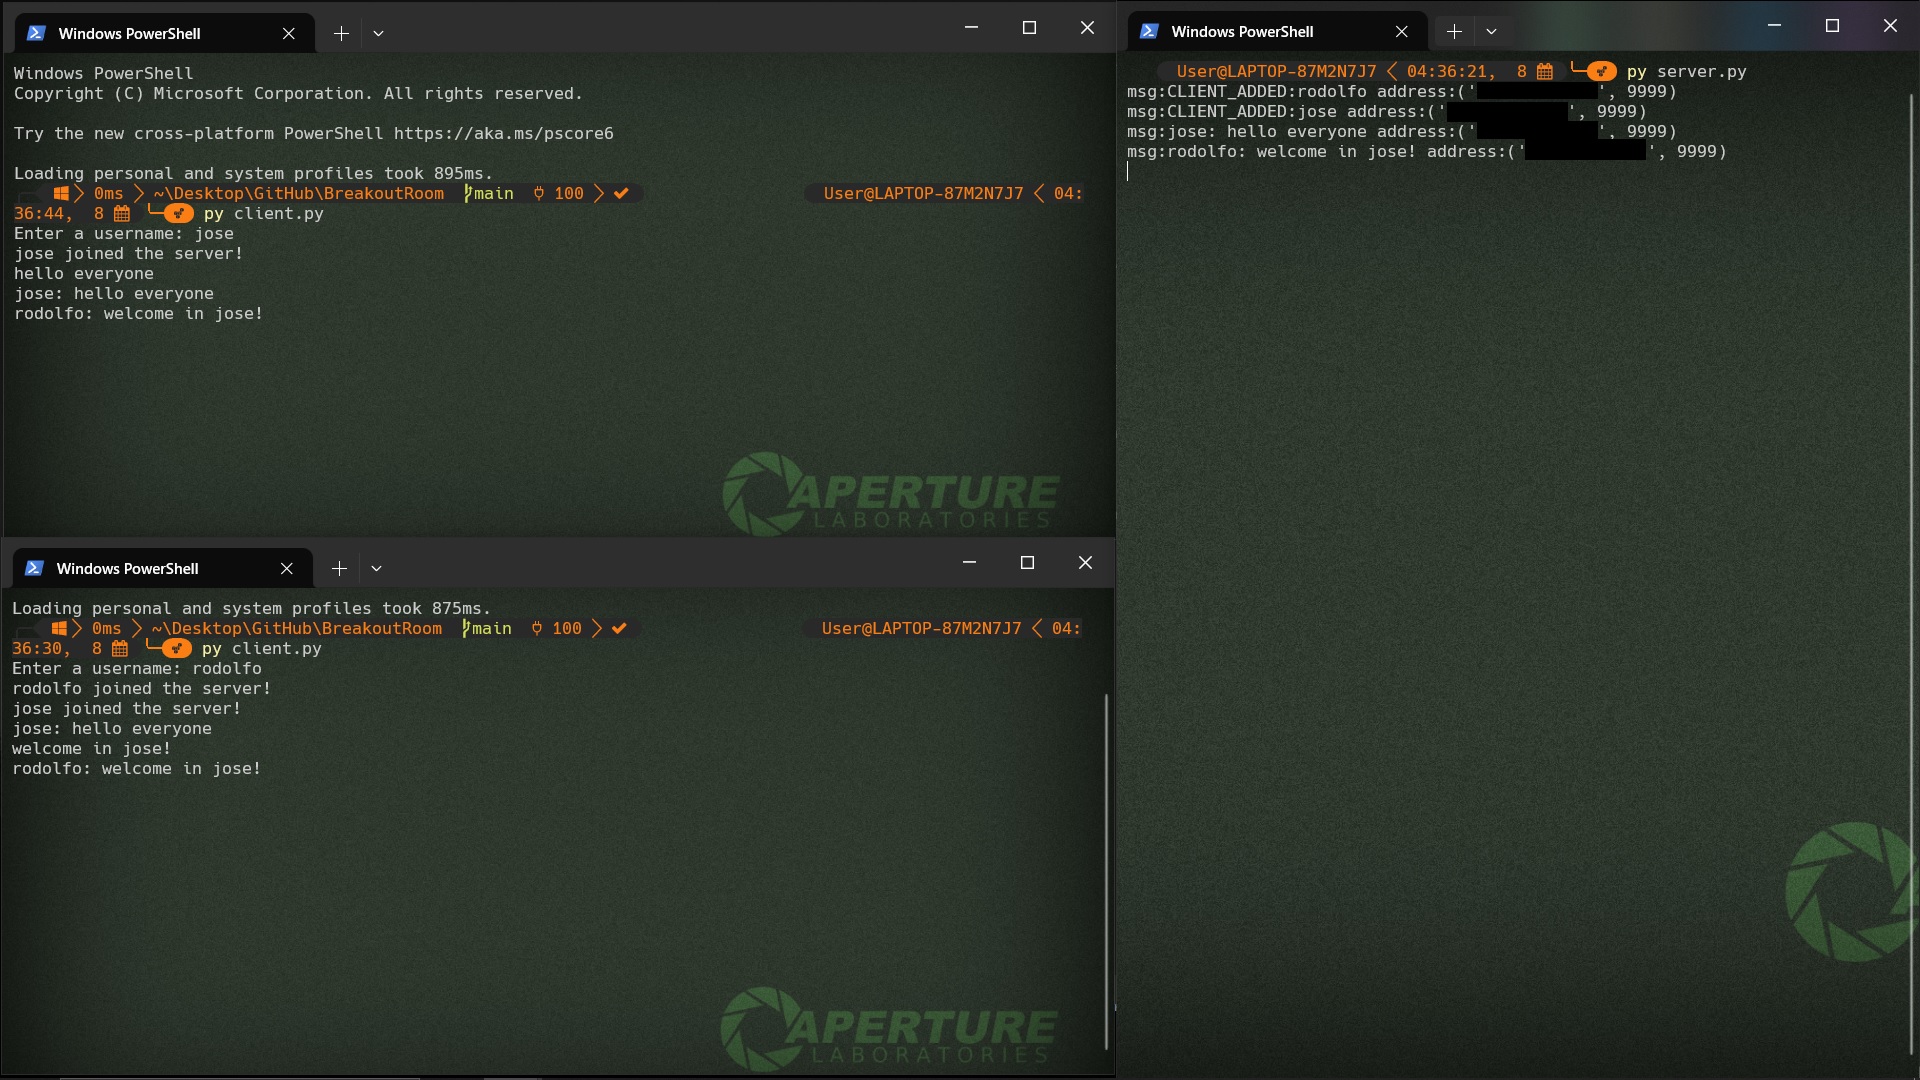 Windows PowerShell
Windows PowerShell
Copyright (C) Microsoft Corporation. All rights reserved.
Try the new cross-platform PowerShell https://aka.ms/pscore6
Loading personal and system profiles took 895ms.
0ms ~\Desktop\GitHub\BreakoutRoom main 100 User@LAPTOP-87M2N7J7 04:
36:44, 8 py client.py
Enter a username: jose
jose joined the server!
hello everyone
jose: hello everyone
rodolfo: welcome in jose!
APERTURE
LABORATORIES
Windows PowerShell
Loading personal and system profiles took 875ms.
0ms ~\Desktop\GitHub\BreakoutRoom main 100 User@LAPTOP-87M2N7J7 04:
36:30, 8 py client.py
Enter a username: rodolfo
rodolfo joined the server!
jose joined the server!
jose: hello everyone
welcome in jose!
rodolfo: welcome in jose!
APERTURE
LABORATORIES
Windows PowerShell
User@LAPTOP-87M2N7J7 04:36:21, 8 py server.py
msg:CLIENT_ADDED:rodolfo address:(' ', 9999)
msg:CLIENT_ADDED:jose address:(' ', 9999)
msg:jose: hello everyone address:(' ', 9999)
msg:rodolfo: welcome in jose! address:(' ', 9999)